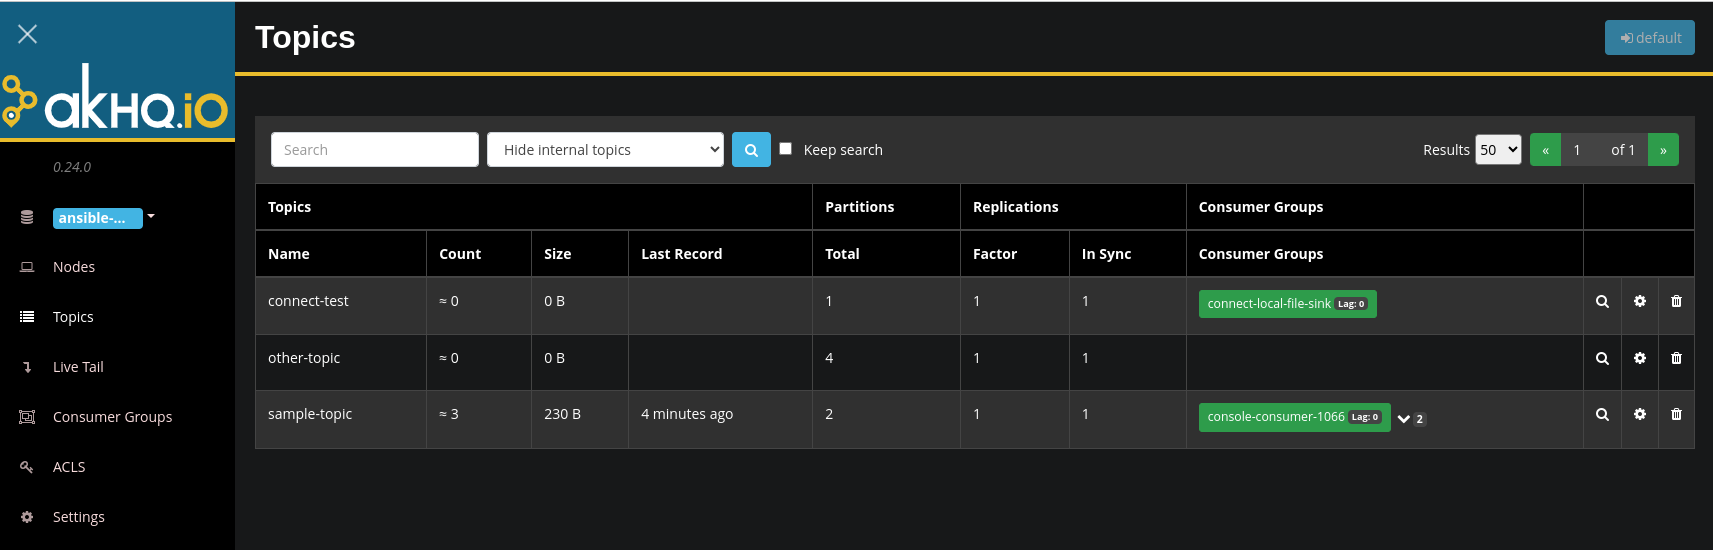 Topics
default
akHQ.io
Search Hide internal topics Keep search Results 50 « 1 of 1 »
0.24.0
ansible-...
Nodes
Topics
Live Tail
Consumer Groups
ACLS
Settings
Topics Partitions Replications Consumer Groups
Name Count Size Last Record Total Factor In Sync Consumer Groups
connect-test ≈ 0 0 B 1 1 1 connect-local-file-sink Lag: 0
other-topic ≈ 0 0 B 4 1 1
sample-topic ≈ 3 230 B 4 minutes ago 2 1 1 console-consumer-1066 Lag: 0 2